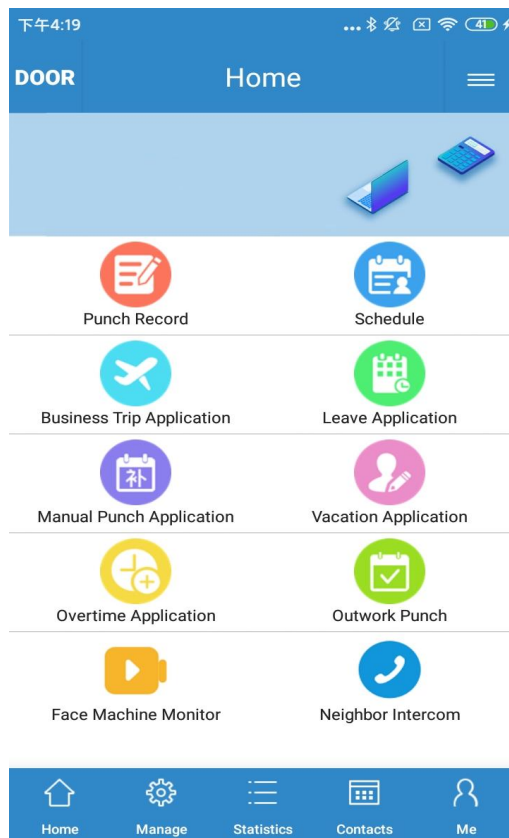 下午4:19
41
DOOR
Home
Punch Record
Schedule
Business Trip Application
Leave Application
补
Manual Punch Application
Vacation Application
Overtime Application
Outwork Punch
Face Machine Monitor
Neighbor Intercom
Home
Manage
Statistics
Contacts
Me